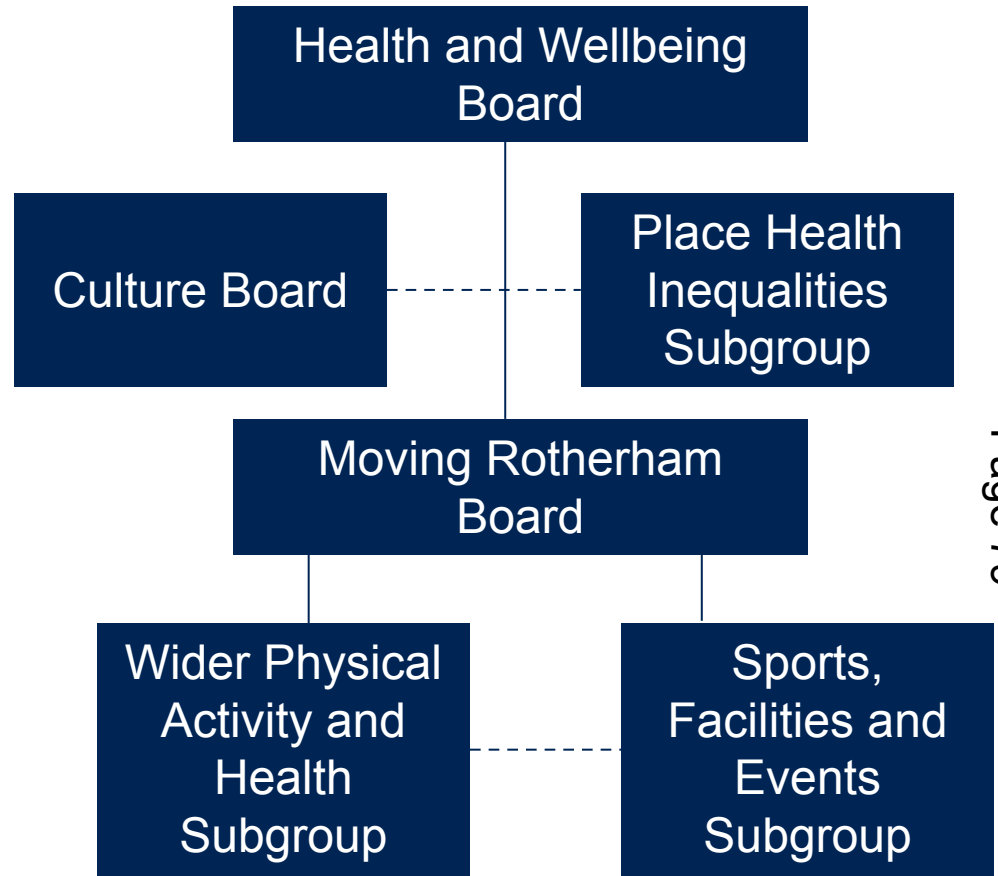 Health and Wellbeing
Board
Culture Board
Place Health
Inequalities
Subgroup
Moving Rotherham
Board
Wider Physical
Activity and
Health
Subgroup
Sports,
Facilities and
Events
Subgroup